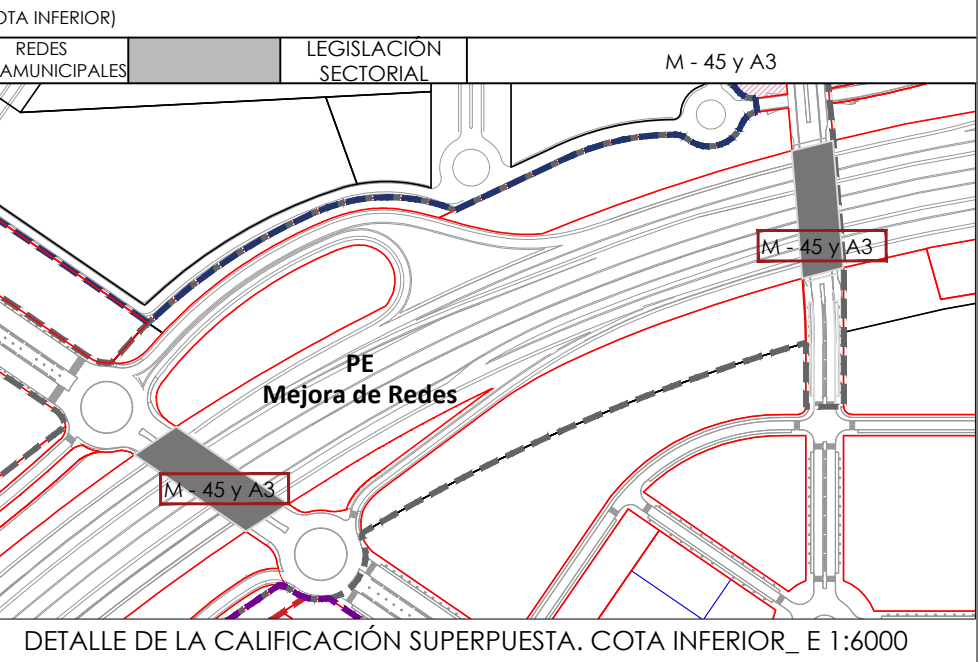 OTA INFERIOR)
REDES
AMUNICIPALES
LEGISLACIÓN
SECTORIAL
M - 45 y A3
M - 45 y A3
PE
Mejora de Redes
M - 45 y A3
DETALLE DE LA CALIFICACIÓN SUPERPUESTA. COTA INFERIOR_ E 1:6000